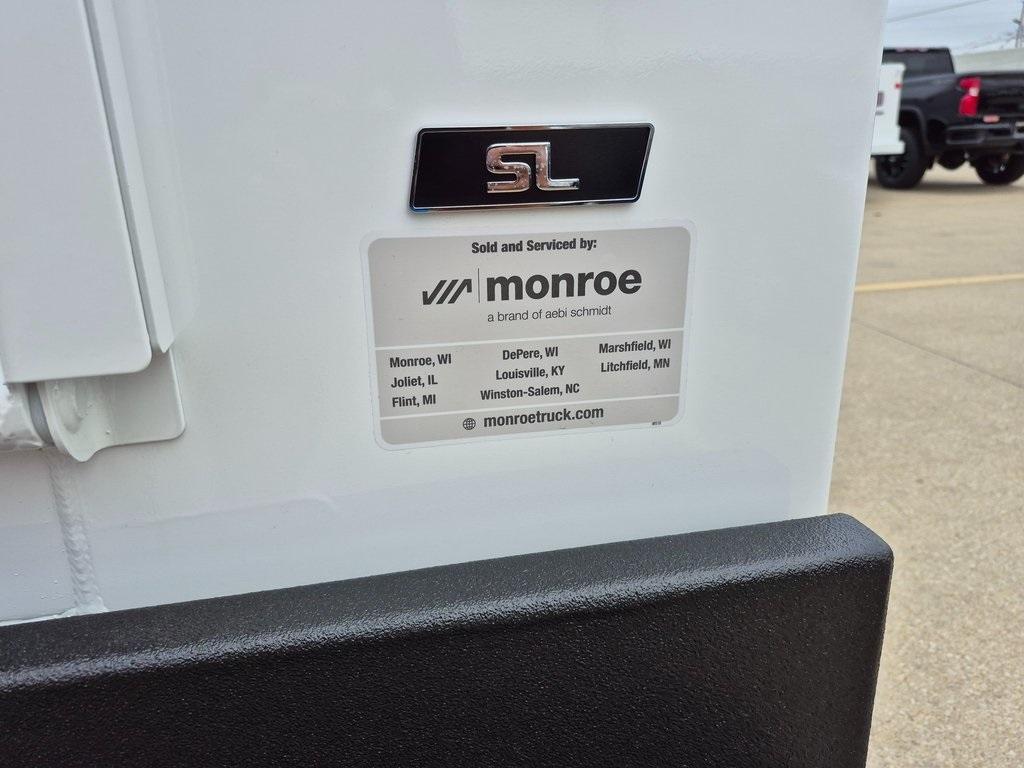 SL
Sold and Serviced by:
monroe
a brand of aebi schmidt
Monroe, WI
Joliet, IL
Flint, MI
DePere, WI
Louisville, KY
Winston-Salem, NC
Marshfield, WI
Litchfield, MN
monroetruck.com